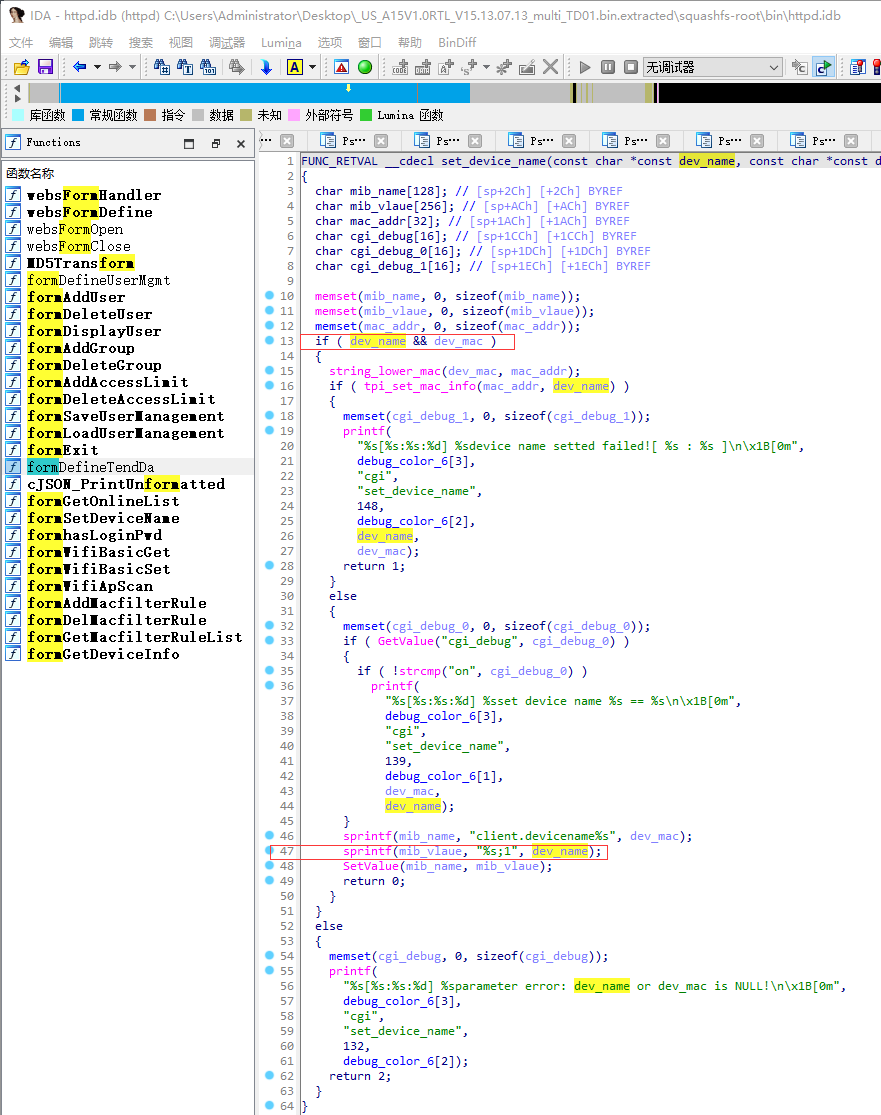 IDA - httpd.idb (httpd) C:\Users\Administrator\Desktop\_US_A15V1.0RTL_V15.13.07.13_multi_TD01.bin.extracted\squashfs-root\bin\httpd.idb
文件 编辑 跳转 搜索 视图 调试器 Lumina 选项 窗口 帮助 BinDiff
无调试器
库函数 常规函数 指令 数据 未知 外部符号 Lumina 函数
Functions
Ps··· Ps··· Ps··· Ps··· Ps··· Ps···
函数名称
websFormHandler
websFormDefine
websFormOpen
websFormClose
MD5Transform
formDefineUserMgmt
formAddUser
formDeleteUser
formDisplayUser
formAddGroup
formDeleteGroup
formAddAccessLimit
formDeleteAccessLimit
formSaveUserManagement
formLoadUserManagement
formExit
formDefineTendDa
cJSON_PrintUnformatted
formGetOnlineList
formSetDeviceName
formhasLoginPwd
formWifiBasicGet
formWifiBasicSet
formWifiApScan
formAddMacfilterRule
formDelMacfilterRule
formGetMacfilterRuleList
formGetDeviceInfo
1 FUNC_RETVAL __cdecl set_device_name(const char *const dev_name, const char *const d
2 {
3 char mib_name[128]; // [sp+2Ch] [+2Ch] BYREF
4 char mib_vlaue[256]; // [sp+ACh] [+ACh] BYREF
5 char mac_addr[32]; // [sp+1ACh] [+1ACh] BYREF
6 char cgi_debug[16]; // [sp+1CCh] [+1CCh] BYREF
7 char cgi_debug_0[16]; // [sp+1DCh] [+1DCh] BYREF
8 char cgi_debug_1[16]; // [sp+1ECh] [+1ECh] BYREF
9
10 memset(mib_name, 0, sizeof(mib_name));
11 memset(mib_vlaue, 0, sizeof(mib_vlaue));
12 memset(mac_addr, 0, sizeof(mac_addr));
13 if ( dev_name && dev_mac )
14 {
15 string_lower_mac(dev_mac, mac_addr);
16 if ( tpi_set_mac_info(mac_addr, dev_name) )
17 {
18 memset(cgi_debug_1, 0, sizeof(cgi_debug_1));
19 printf(
20 "%s[%s:%s:%d] %sdevice name setted failed![ %s : %s ]\n\x1B[0m",
21 debug_color_6[3],
22 "cgi",
23 "set_device_name",
24 148,
25 debug_color_6[2],
26 dev_name,
27 dev_mac);
28 return 1;
29 }
30 else
31 {
32 memset(cgi_debug_0, 0, sizeof(cgi_debug_0));
33 if ( GetValue("cgi_debug", cgi_debug_0) )
34 {
35 if ( !strcmp("on", cgi_debug_0) )
36 printf(
37 "%s[%s:%s:%d] %sset device name %s == %s\n\x1B[0m",
38 debug_color_6[3],
39 "cgi",
40 "set_device_name",
41 139,
42 debug_color_6[1],
43 dev_mac,
44 dev_name);
45 }
46 sprintf(mib_name, "client.devicename%s", dev_mac);
47 sprintf(mib_vlaue, "%s;1", dev_name);
48 SetValue(mib_name, mib_vlaue);
49 return 0;
50 }
51 }
52 else
53 {
54 memset(cgi_debug, 0, sizeof(cgi_debug));
55 printf(
56 "%s[%s:%s:%d] %sparameter error: dev_name or dev_mac is NULL!\n\x1B[0m",
57 debug_color_6[3],
58 "cgi",
59 "set_device_name",
60 132,
61 debug_color_6[2]);
62 return 2;
63 }
64 }